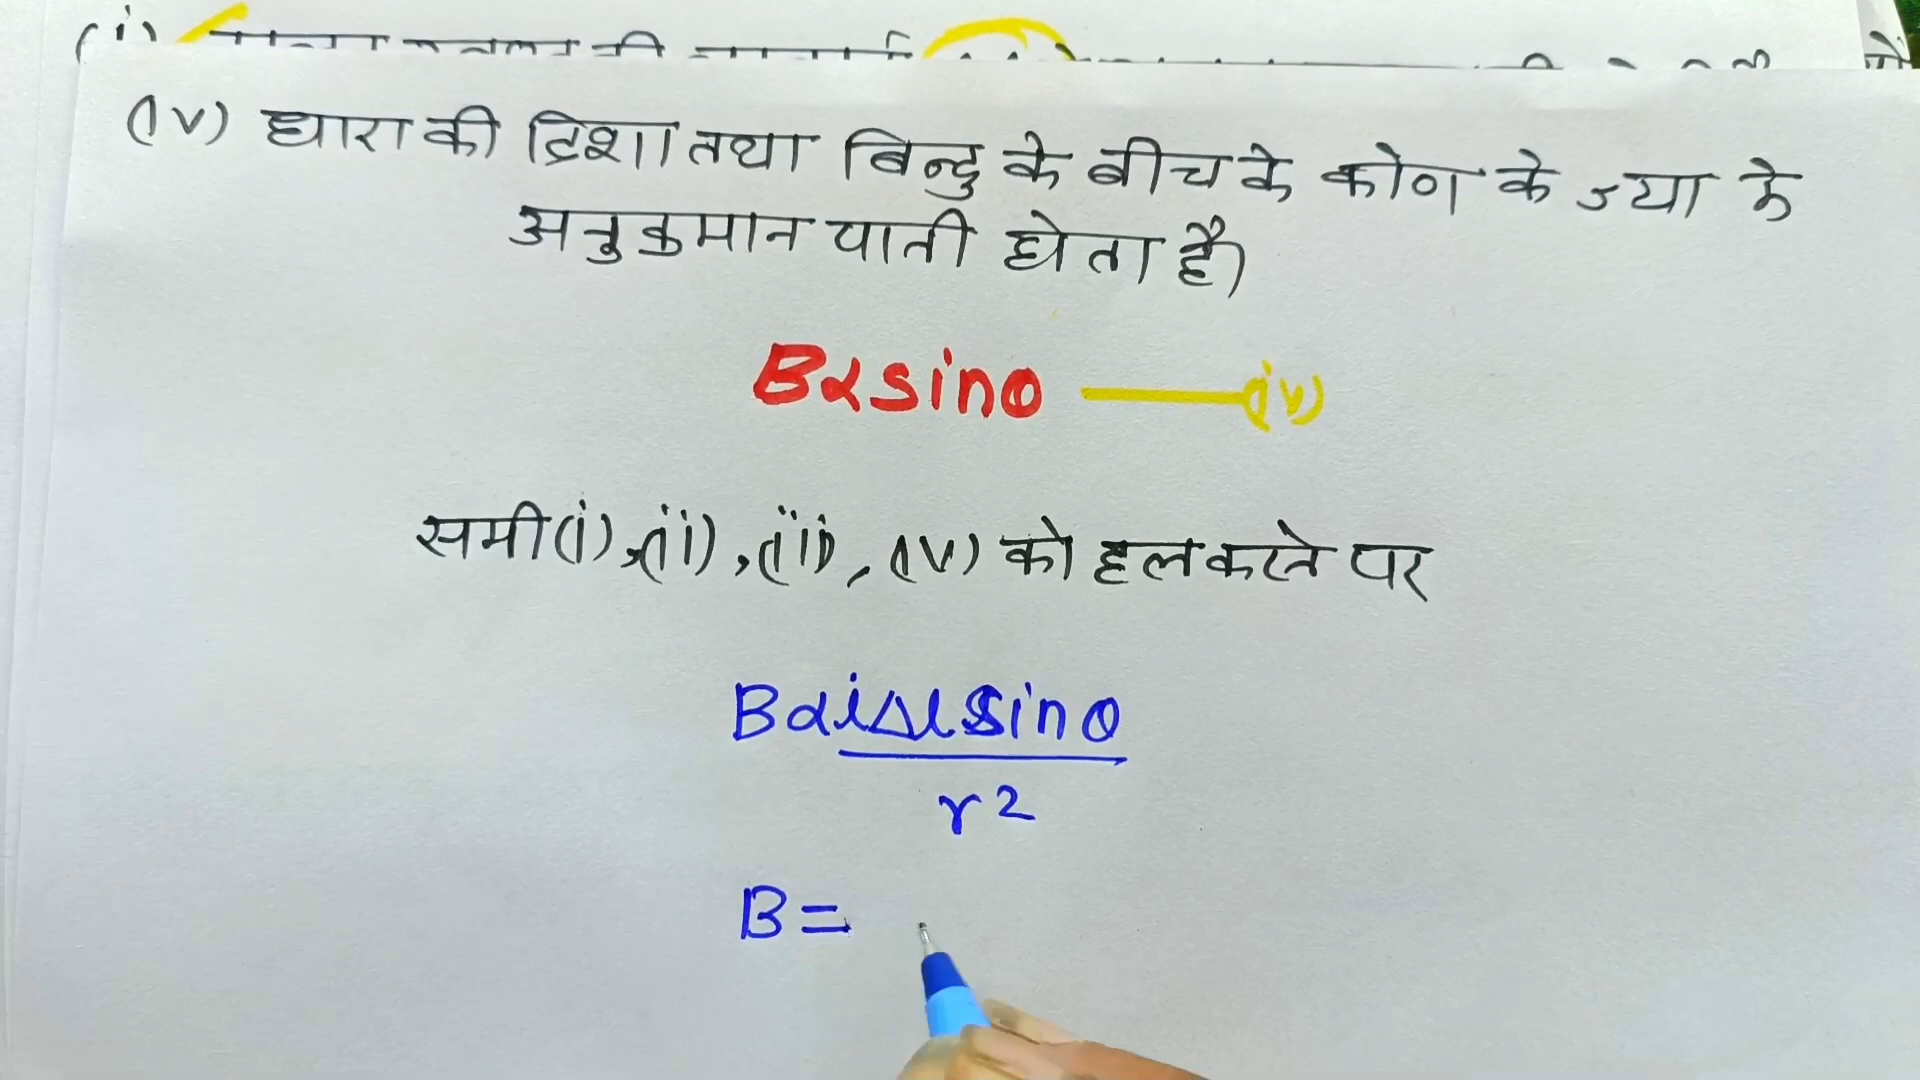 (iv) धारा की दिशा तथा बिन्दु के बीच के कोण के ज्या के
अनुक्रमानुपाती होता है।
B∝sinθ —(iv)
समी(i),(ii),(iii),(iv) को हल करने पर
B∝iΔlsinθ
r2
B=